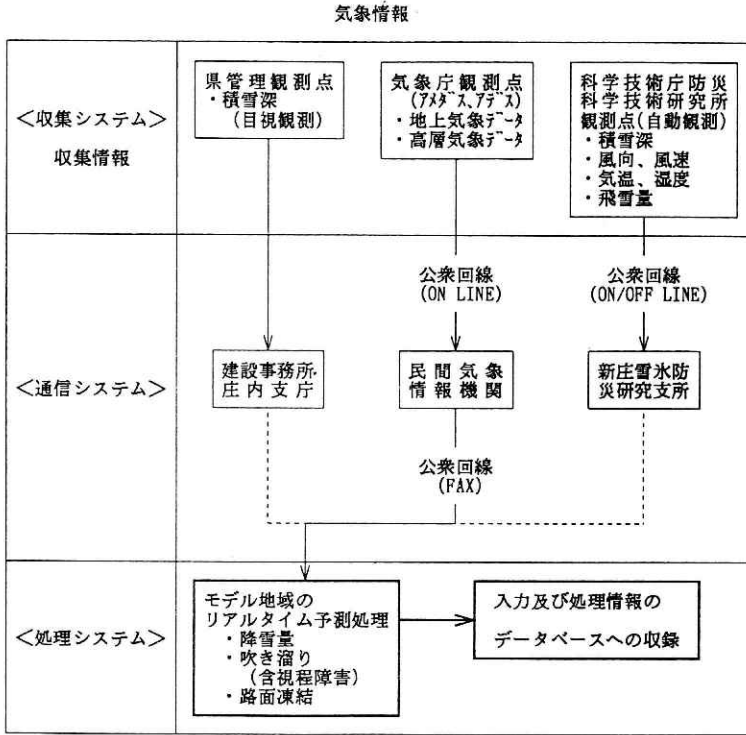 気象情報
<収集システム>
収集情報
県管理観測点
・積雪深
(目視観測)
気象庁観測点
(アメダス、アデス)
・地上気象データ
・高層気象データ
科学技術庁防災
科学技術研究所
観測点(自動観測)
・積雪深
・風向、風速
・気温、湿度
・飛雪量
<通信システム>
公衆回線
(ON LINE)
公衆回線
(ON/OFF LINE)
建設事務所・
庄内支庁
民間気象
情報機関
新庄雪氷防
災研究支所
公衆回線
(FAX)
<処理システム>
モデル地域の
リアルタイム予測処理
・降雪量
・吹き溜り
(含視程障害)
・路面凍結
入力及び処理情報の
データベースへの収録